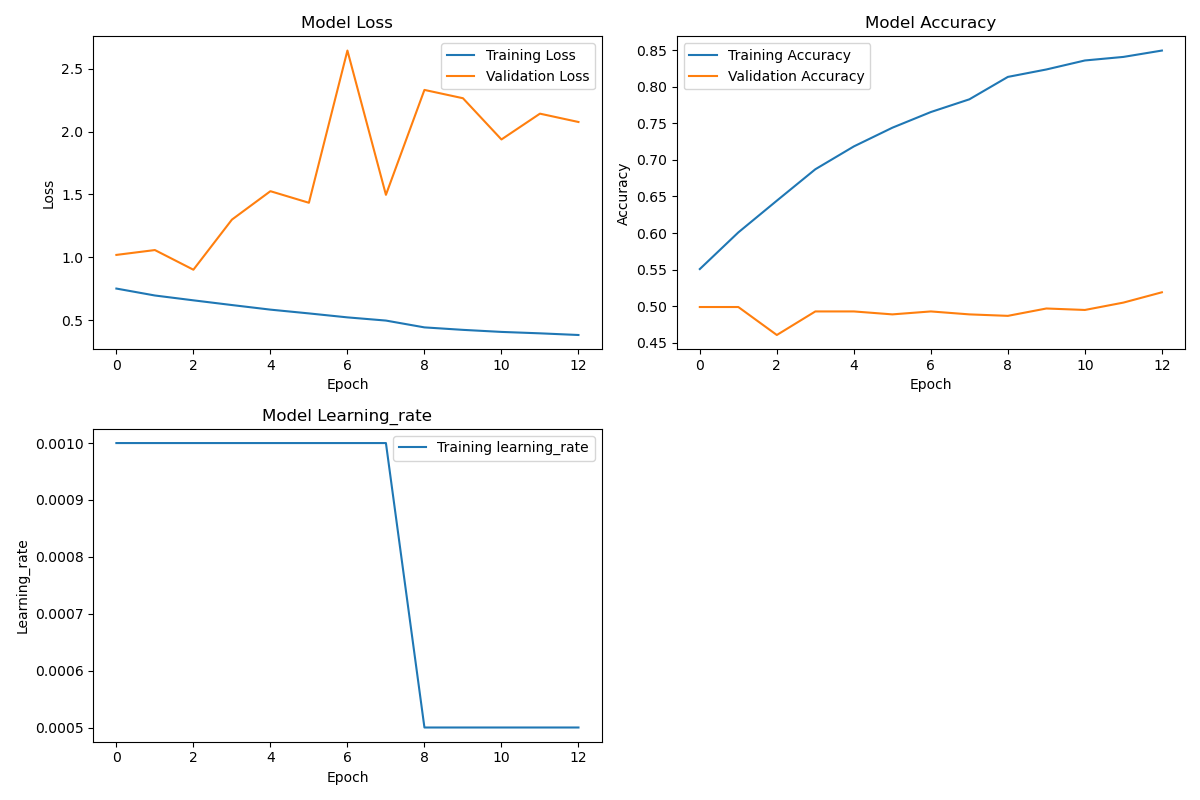 Model Loss
Training Loss
Validation Loss
2.5
2.0
1.5
1.0
0.5
Loss
0 2 4 6 8 10 12
Epoch
Model Accuracy
Training Accuracy
Validation Accuracy
0.85
0.80
0.75
0.70
0.65
0.60
0.55
0.50
0.45
Accuracy
0 2 4 6 8 10 12
Epoch
Model Learning_rate
Training learning_rate
0.0010
0.0009
0.0008
0.0007
0.0006
0.0005
Learning_rate
0 2 4 6 8 10 12
Epoch